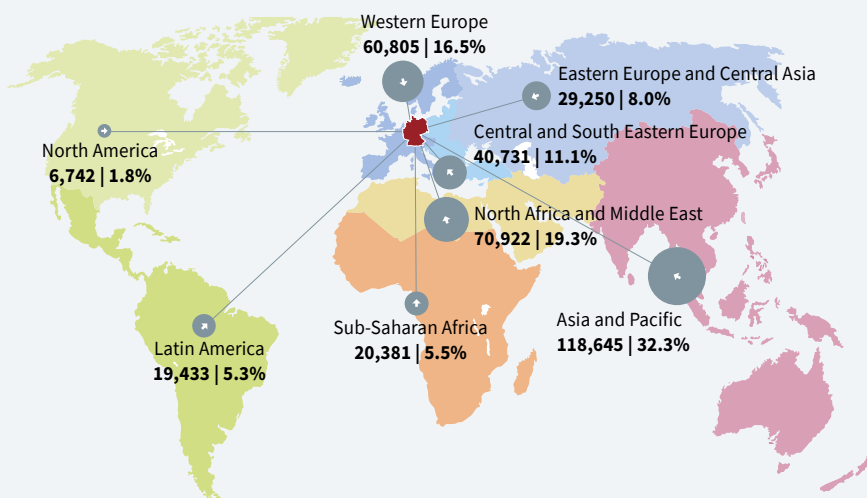 Western Europe
60,805 | 16.5%
Eastern Europe and Central Asia
29,250 | 8.0%
Central and South Eastern Europe
40,731 | 11.1%
North America
6,742 | 1.8%
North Africa and Middle East
70,922 | 19.3%
Asia and Pacific
118,645 | 32.3%
Sub-Saharan Africa
20,381 | 5.5%
Latin America
19,433 | 5.3%